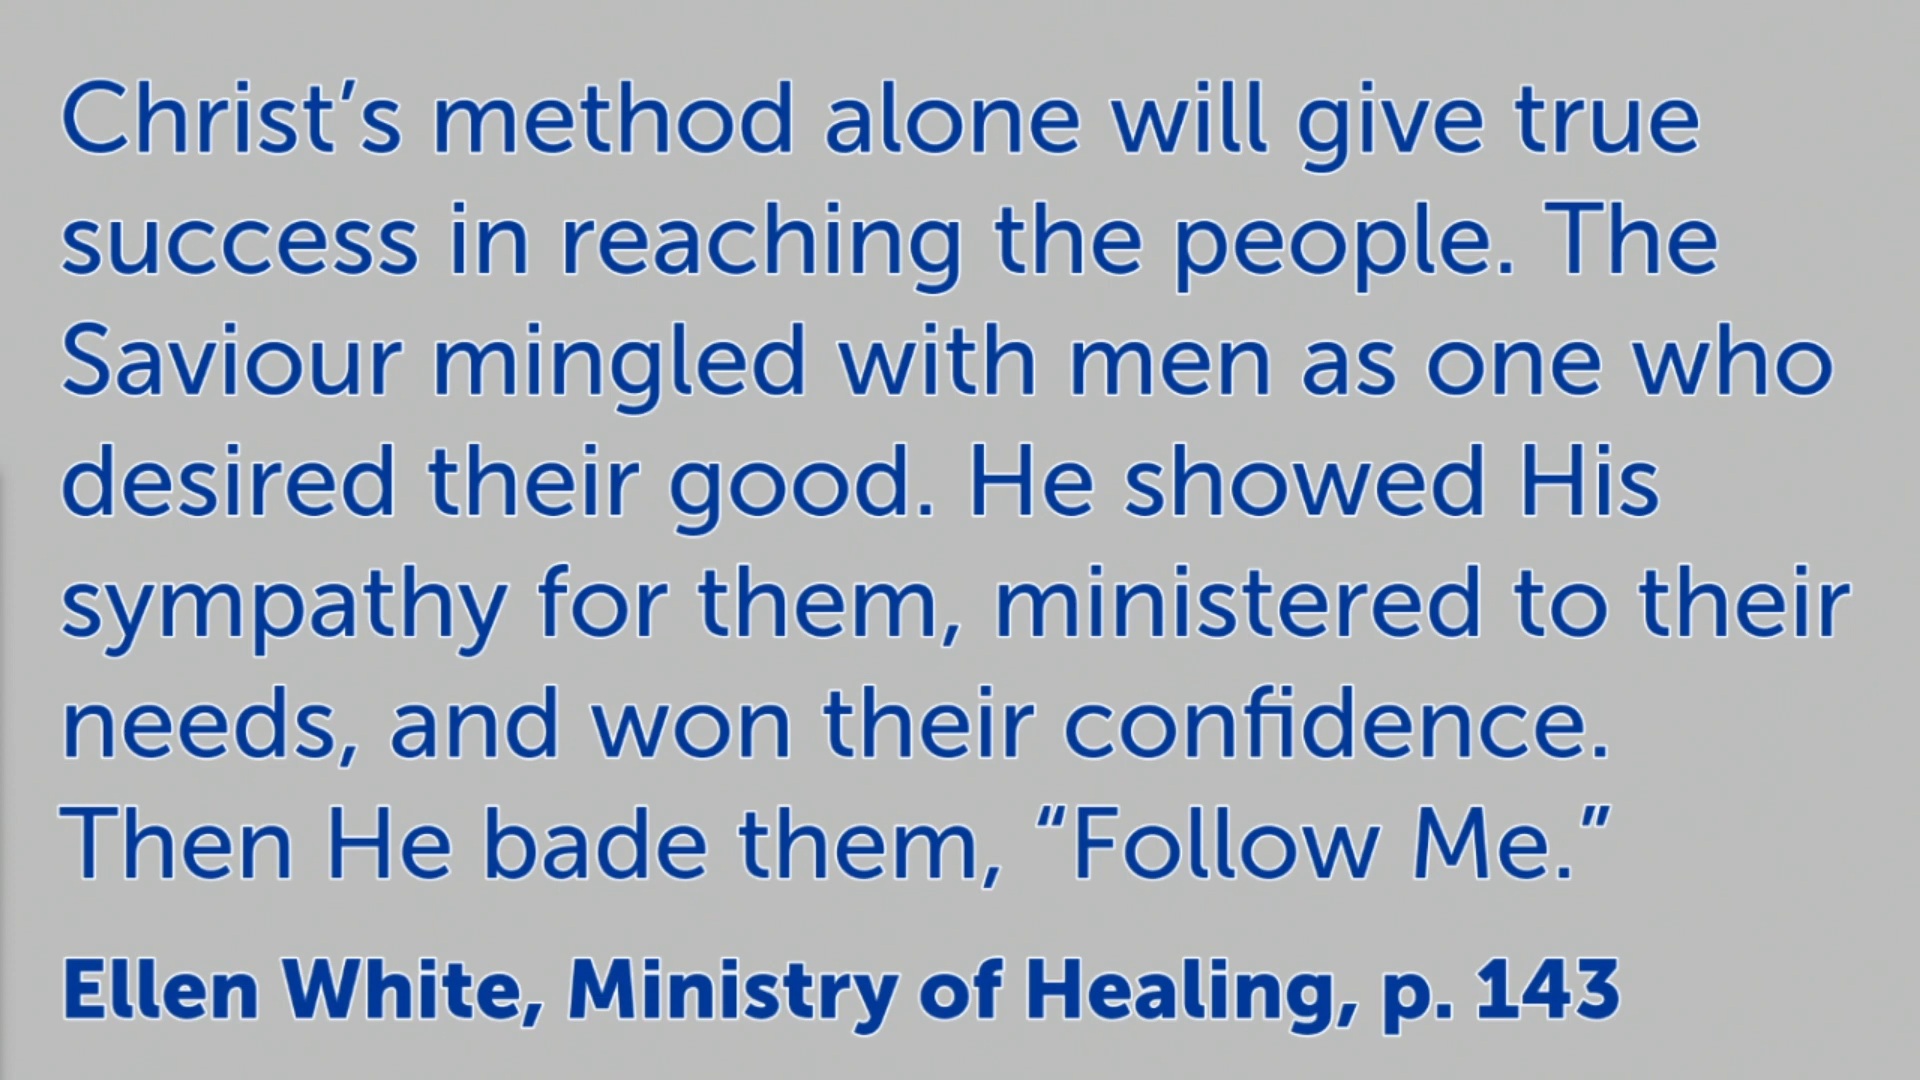 Christ’s method alone will give true
success in reaching the people. The
Saviour mingled with men as one who
desired their good. He showed His
sympathy for them, ministered to their
needs, and won their confidence.
Then He bade them, “Follow Me.”
Ellen White, Ministry of Healing, p. 143